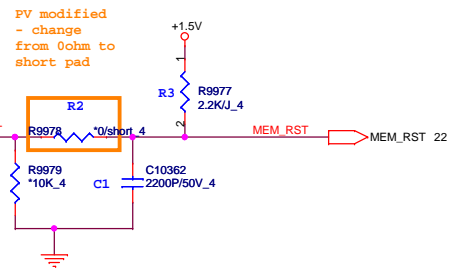 PV modified
- change
from 0ohm to
short pad
+1.5V
1
R3
R9977
2.2K/J_4
2
R2
R9978
*0/short_4
MEM_RST
MEM_RST 22
R9979
*10K_4
C1
C10362
2200P/50V_4